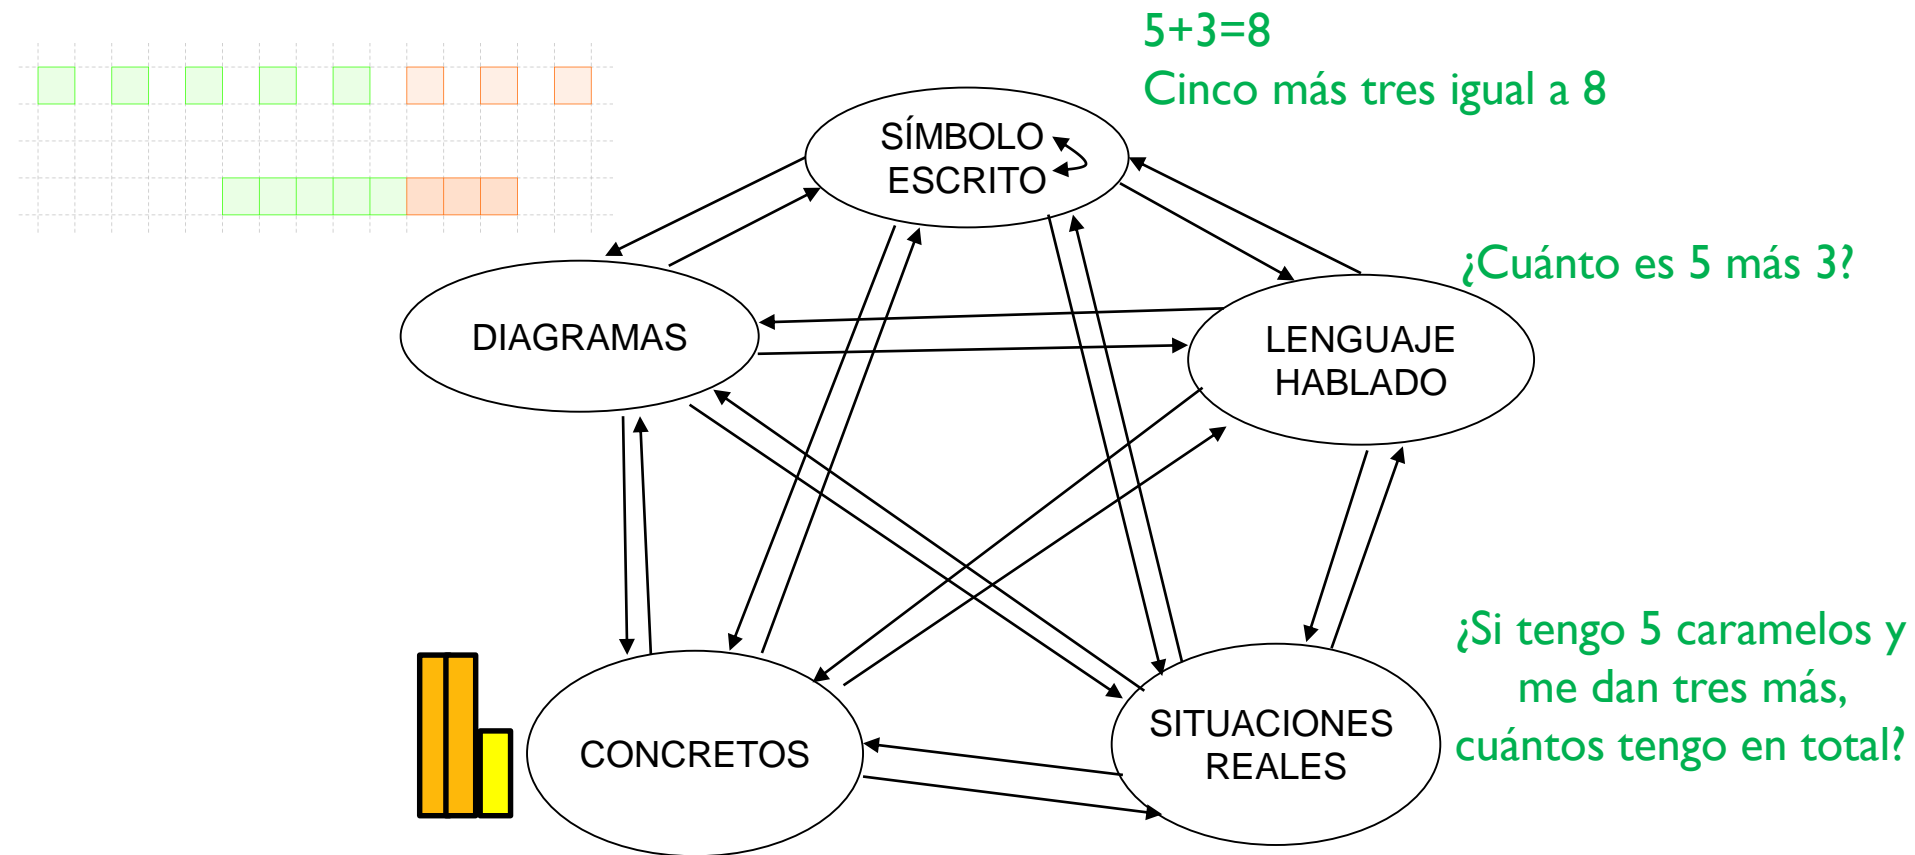 5+3=8
Cinco más tres igual a 8
SÍMBOLO
ESCRITO
¿Cuánto es 5 más 3?
DIAGRAMAS
LENGUAJE
HABLADO
¿Si tengo 5 caramelos y
me dan tres más,
cuántos tengo en total?
CONCRETOS
SITUACIONES
REALES